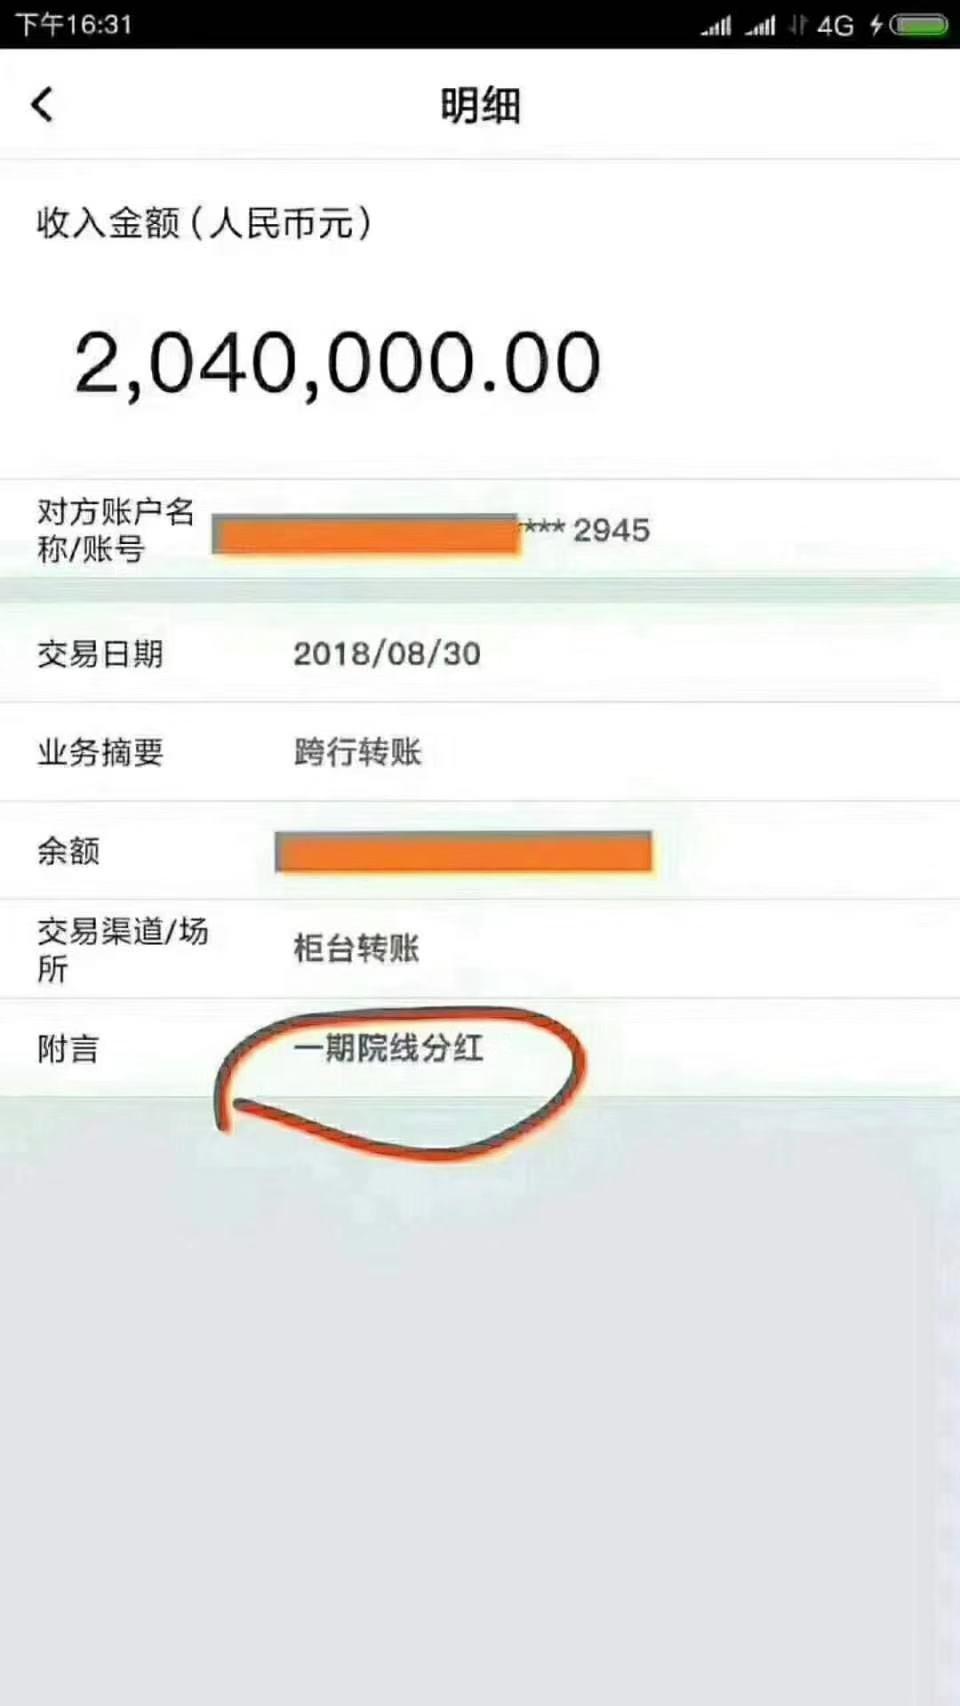 下午16:31
4G
明细
收入金额(人民币元)
2,040,000.00
对方账户名
称/账号
*** 2945
交易日期
2018/08/30
业务摘要
跨行转账
余额
交易渠道/场
所
柜台转账
附言
一期院线分红